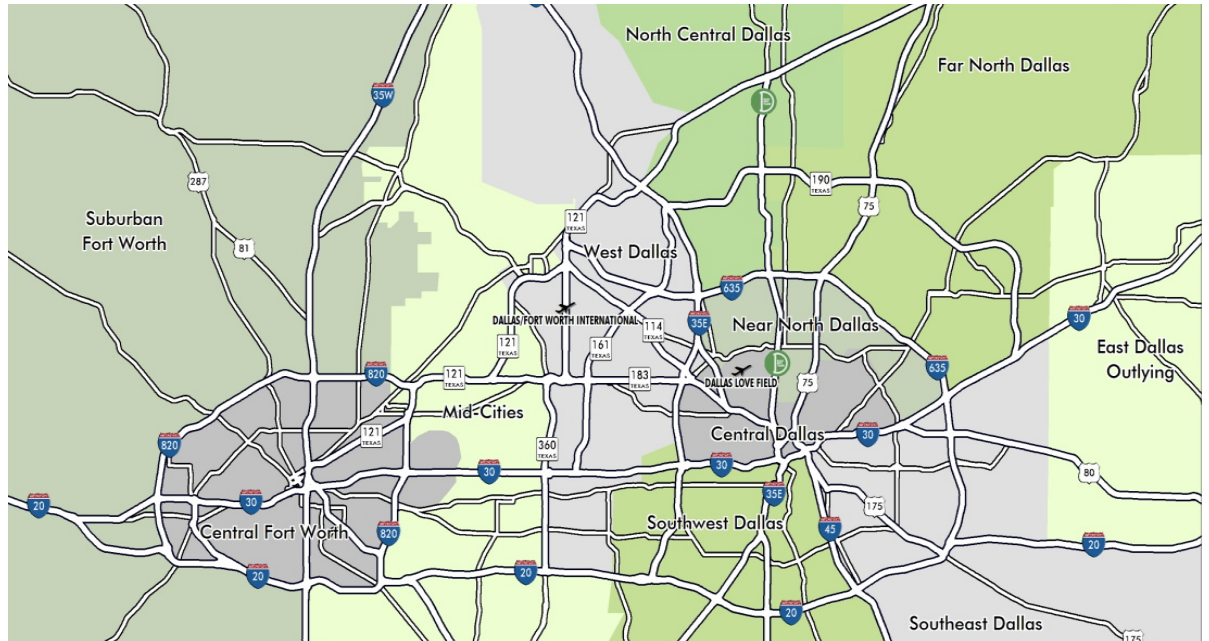 North Central Dallas
Far North Dallas
35W
287
190
TEXAS
75
Suburban
Fort Worth
121
TEXAS
81
West Dallas
635
30
DALLAS/FORT WORTH INTERNATIONAL
35E
Near North Dallas
114
TEXAS
121
TEXAS
161
TEXAS
East Dallas
Outlying
820
121
TEXAS
183
TEXAS
DALLAS LOVE FIELD
75
635
Mid-Cities
820
121
TEXAS
360
TEXAS
Central Dallas
30
30
30
80
20
30
35E
175
Central Fort Worth
820
Southwest Dallas
45
20
20
20
20
Southeast Dallas
175